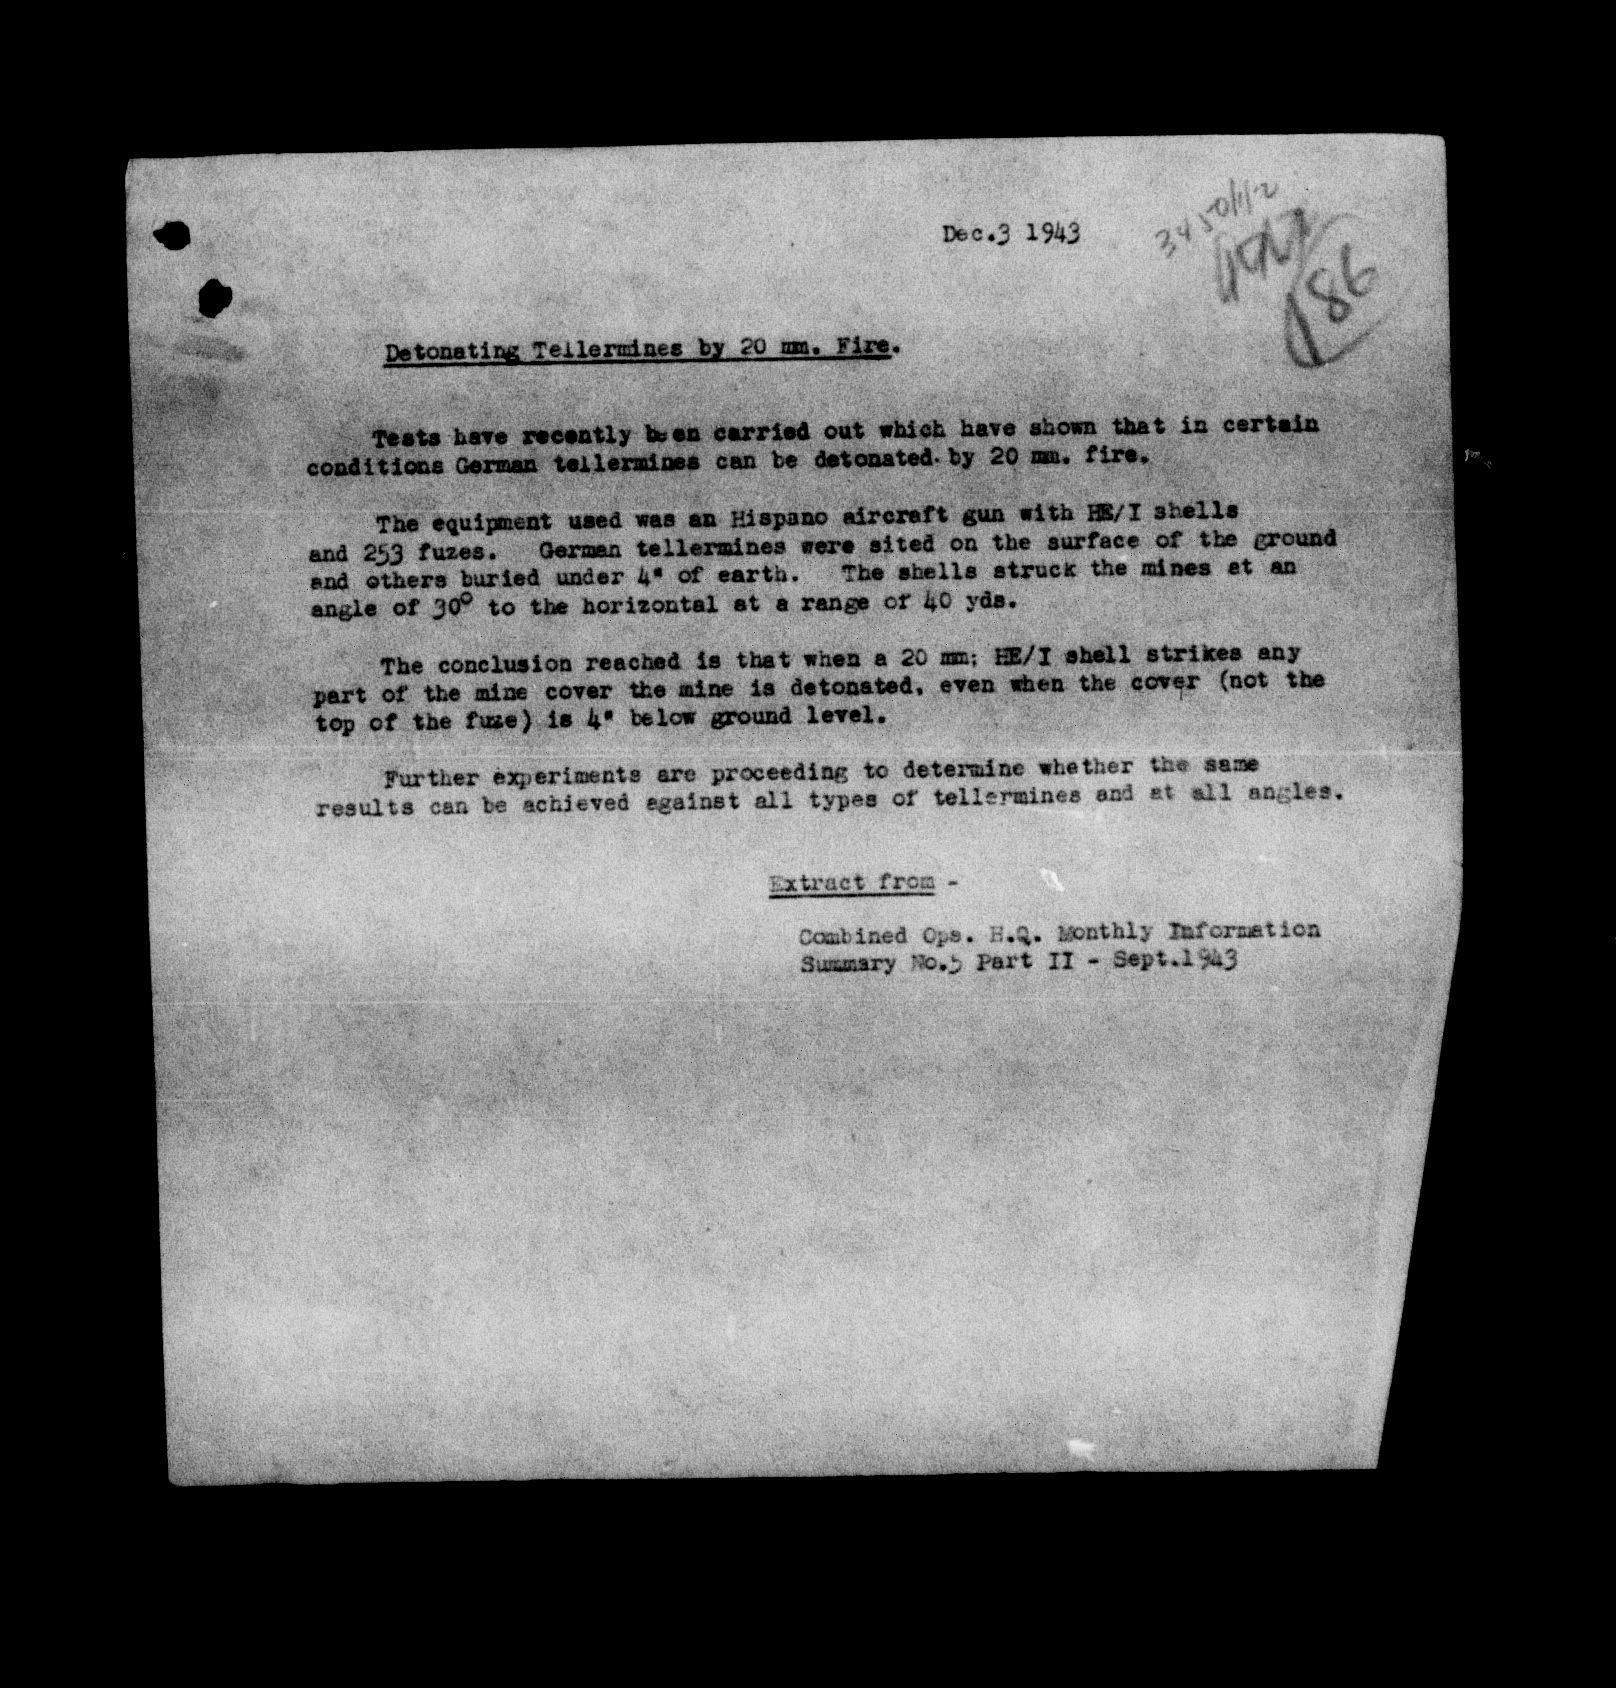 3450/1/2
Dec.3 1943
186
Detonating Tellermines by 20 mm. Fire.
Tests have recently been carried out which have shown that in certain
conditions German tellermines can be detonated by 20 mm. fire.
The equipment used was an Hispano aircraft gun with HE/I shells
and 253 fuzes. German tellermines were sited on the surface of the ground
and others buried under 4" of earth. The shells struck the mines at an
angle of 30° to the horizontal at a range of 40 yds.
The conclusion reached is that when a 20 mm; HE/I shell strikes any
part of the mine cover the mine is detonated, even when the cover (not the
top of the fuze) is 4" below ground level.
Further experiments are proceeding to determine whether the same
results can be achieved against all types of tellermines and at all angles.
Extract from -
Combined Ops. H.Q. Monthly Information
Summary No.5 Part II - Sept.1943